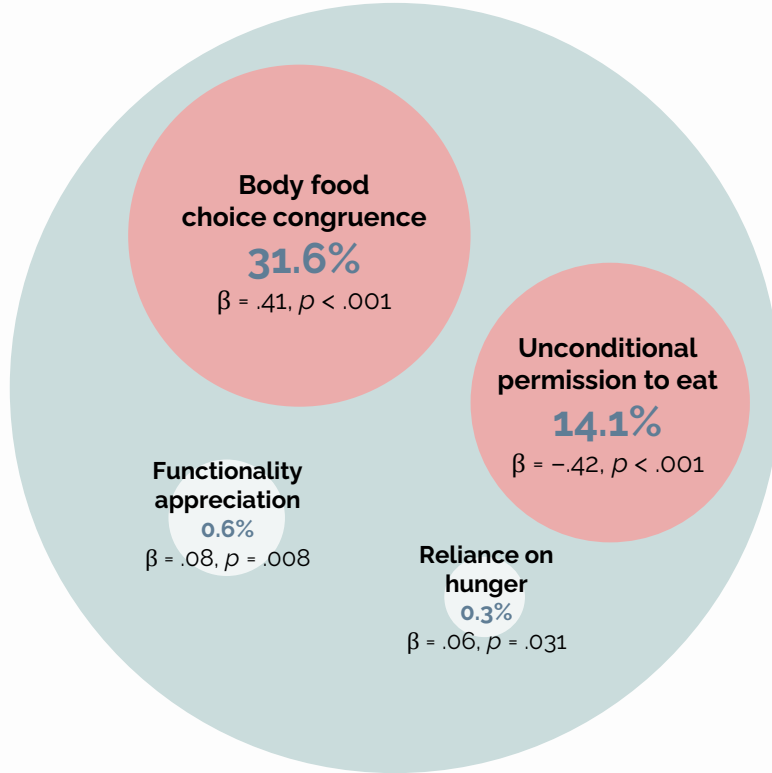 Body food
choice congruence
31.6%
β = .41, p < .001
Unconditional
permission to eat
14.1%
β = –.42, p < .001
Functionality
appreciation
0.6%
β = .08, p = .008
Reliance on
hunger
0.3%
β = .06, p = .031